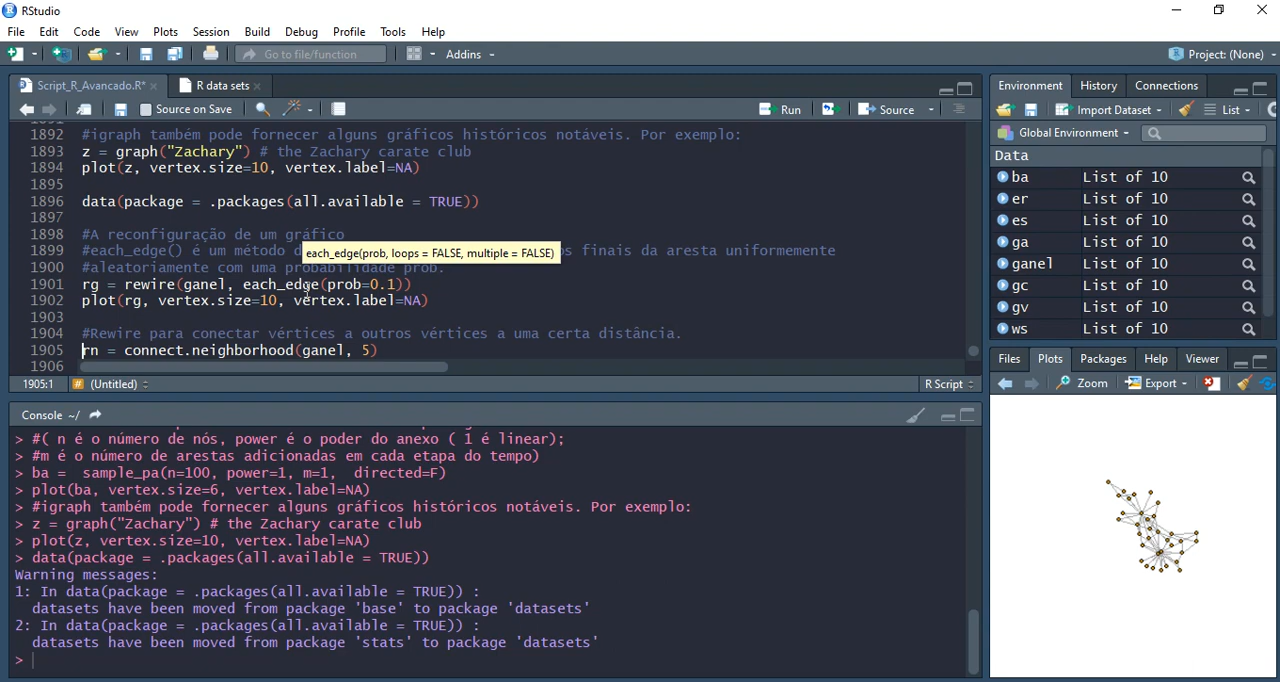 RStudio
File Edit Code View Plots Session Build Debug Profile Tools Help
Go to file/function Addins Project: (None)
Script_R_Avancado.R* R data sets
Source on Save Run Source
1892 #igraph também pode fornecer alguns gráficos históricos notáveis. Por exemplo:
1893 z = graph("Zachary") # the Zachary carate club
1894 plot(z, vertex.size=10, vertex.label=NA)
1895
1896 data(package = .packages(all.available = TRUE))
1897
1898 #A reconfiguração de um gráfico
1899 #each_edge() é um método d os finais da aresta uniformemente
each_edge(prob, loops = FALSE, multiple = FALSE)
1900 #aleatoriamente com uma probabilidade prob.
1901 rg = rewire(ganel, each_edge(prob=0.1))
1902 plot(rg, vertex.size=10, vertex.label=NA)
1903
1904 #Rewire para conectar vértices a outros vértices a uma certa distância.
1905 rn = connect.neighborhood(ganel, 5)
1906
1905:1 # (Untitled) R Script
Console ~/
> #( n é o número de nós, power é o poder do anexo ( 1 é linear);
> #m é o número de arestas adicionadas em cada etapa do tempo)
> ba =  sample_pa(n=100, power=1, m=1,  directed=F)
> plot(ba, vertex.size=6, vertex.label=NA)
> #igraph também pode fornecer alguns gráficos históricos notáveis. Por exemplo:
> z = graph("Zachary") # the Zachary carate club
> plot(z, vertex.size=10, vertex.label=NA)
> data(package = .packages(all.available = TRUE))
Warning messages:
1: In data(package = .packages(all.available = TRUE)) :
datasets have been moved from package 'base' to package 'datasets'
2: In data(package = .packages(all.available = TRUE)) :
datasets have been moved from package 'stats' to package 'datasets'
>
Environment History Connections
Import Dataset List
Global Environment
Data
ba List of 10
er List of 10
es List of 10
ga List of 10
ganel List of 10
gc List of 10
gv List of 10
ws List of 10
Files Plots Packages Help Viewer
Zoom Export